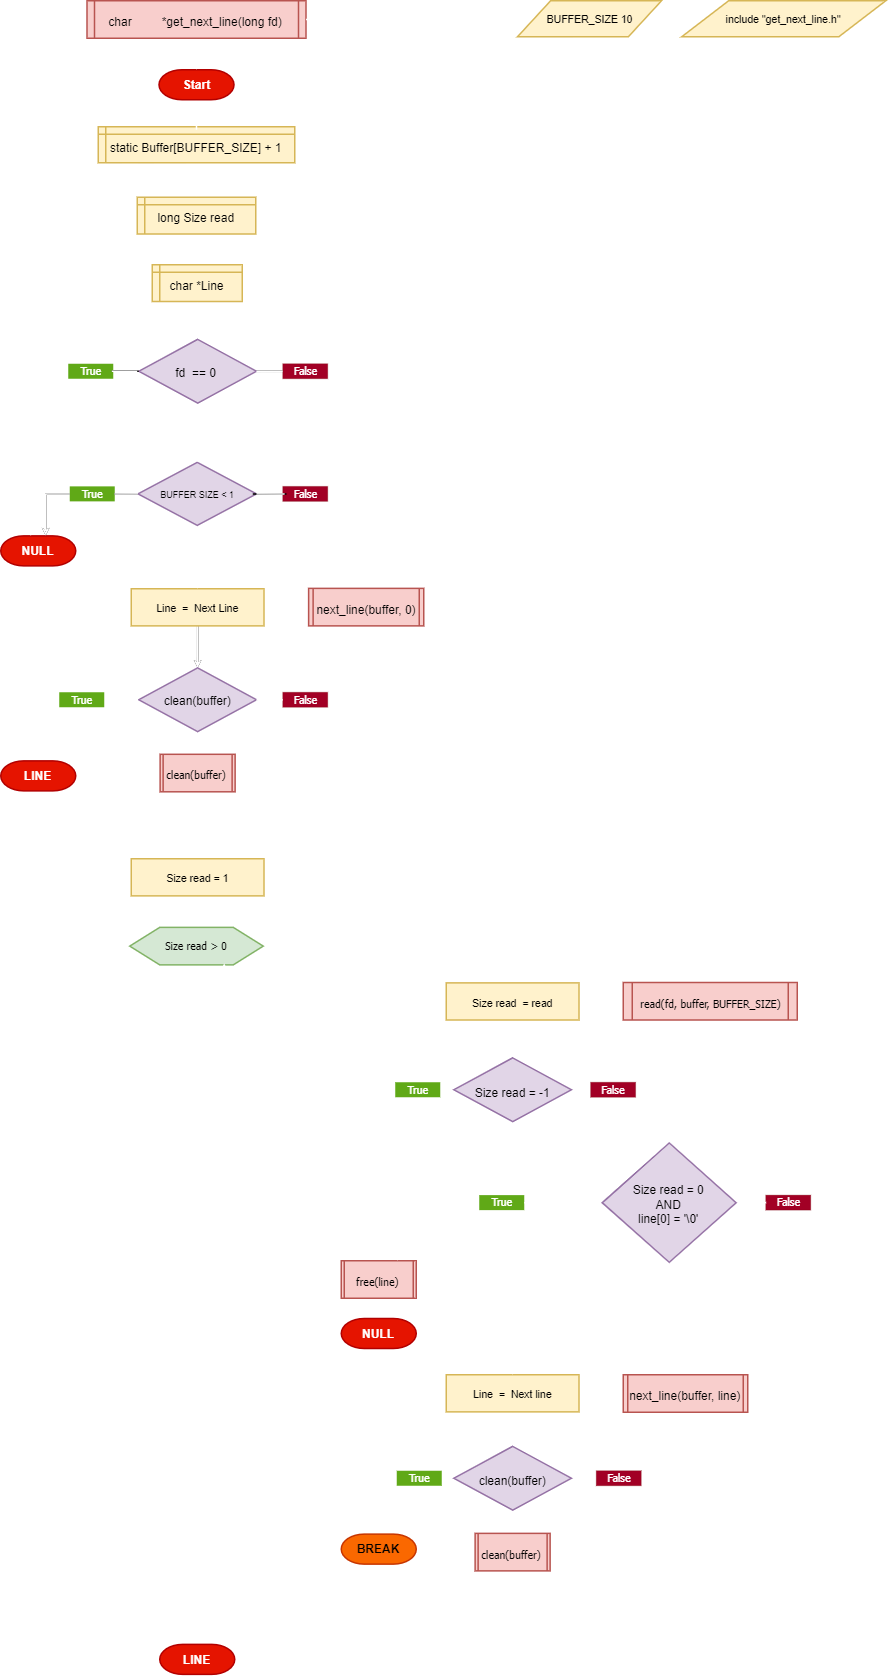 char *get_next_line(long fd)
BUFFER_SIZE 10
include "get_next_line.h"
Start
static Buffer[BUFFER_SIZE] + 1
long Size read
char *Line
True
fd == 0
False
True
BUFFER SIZE < 1
False
NULL
Line = Next Line
next_line(buffer, 0)
True
clean(buffer)
False
LINE
clean(buffer)
Size read = 1
Size read > 0
Size read = read
read(fd, buffer, BUFFER_SIZE)
True
Size read = -1
False
True
Size read = 0
AND
line[0] = '\0'
False
free(line)
NULL
Line = Next line
next_line(buffer, line)
True
clean(buffer)
False
BREAK
clean(buffer)
LINE